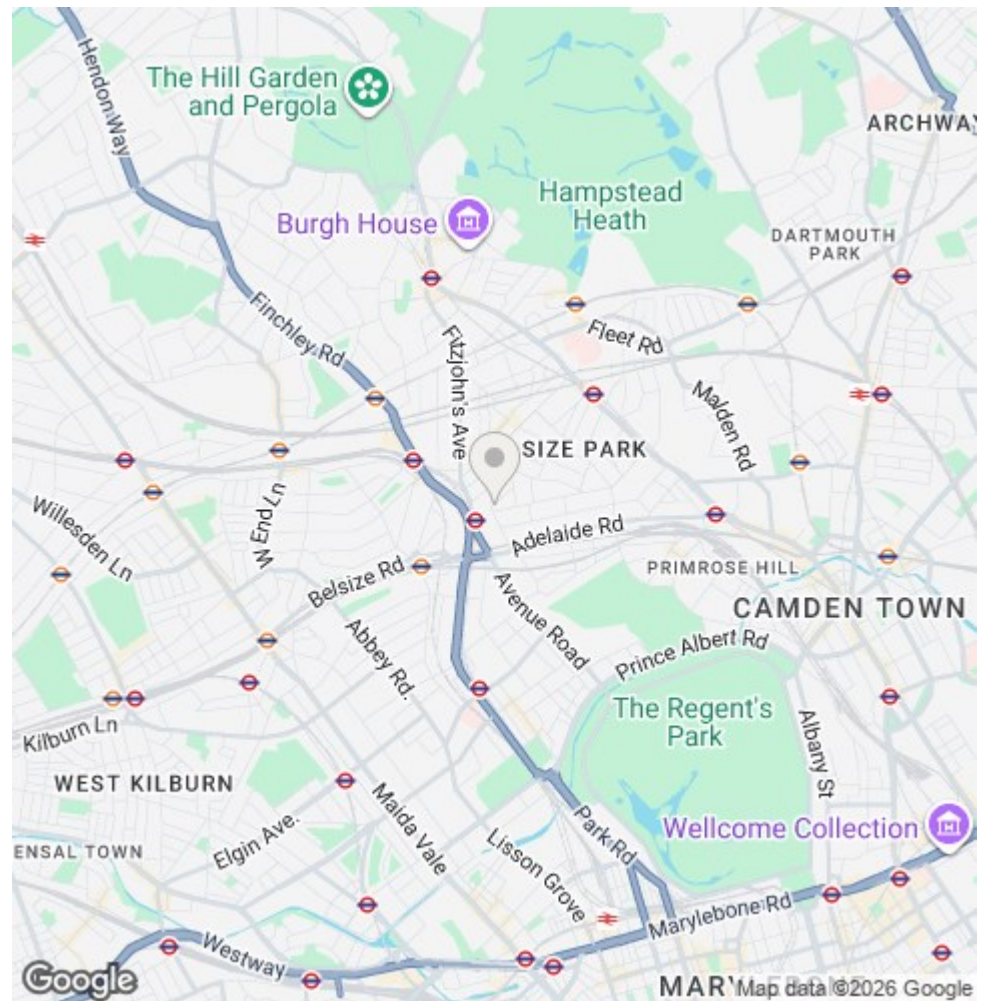 Hendon Way
The Hill Garden
and Pergola
ARCHWAY
Hampstead
Heath
Burgh House
DARTMOUTH
PARK
Finchley Rd
Fitzjohn's Ave
Fleet Rd
Malden Rd
SIZE PARK
Willesden Ln
W End Ln
Adelaide Rd
Belsize Rd
PRIMROSE HILL
Avenue Road
CAMDEN TOWN
Abbey Rd.
Prince Albert Rd
The Regent's
Park
Albany St
Kilburn Ln
WEST KILBURN
Maida Vale
Wellcome Collection
Elgin Ave.
Park Rd
ENSAL TOWN
Lisson Grove
Marylebone Rd
Westway
Google
Map data ©2026 Google